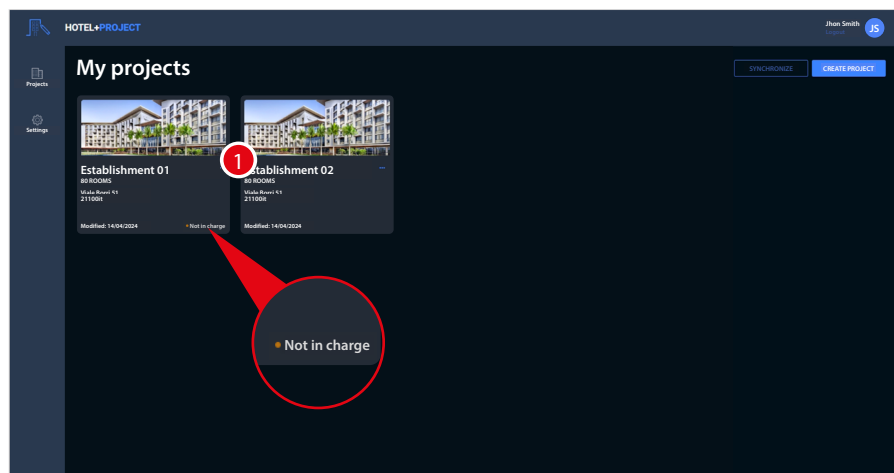 HOTEL+PROJECT
Jhon Smith
Logout
JS
Projects
Settings
My projects
SYNCHRONIZE
CREATE PROJECT
Establishment 01
80 ROOMS
Viale Borri 51
21100it
Modified: 14/04/2024
Not in charge
1
stablishment 02
80 ROOMS
Viale Borri 51
21100it
Modified: 14/04/2024
Not in charge